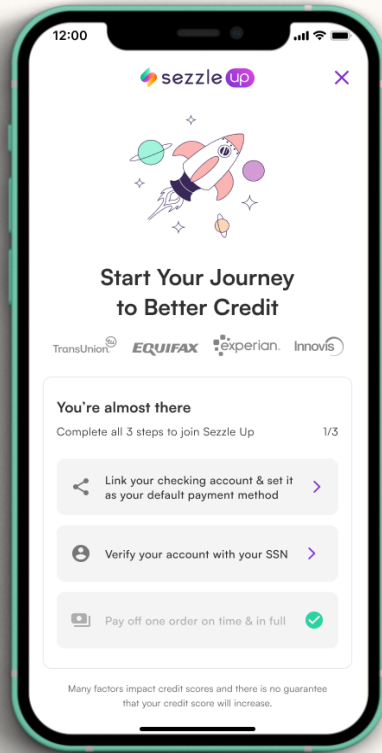 12:00
sezzle up
Start Your Journey
to Better Credit
TransUnion tu EQUIFAX experian. Innovis
You're almost there
Complete all 3 steps to join Sezzle Up 1/3
Link your checking account & set it
as your default payment method
Verify your account with your SSN
Pay off one order on time & in full
Many factors impact credit scores and there is no guarantee
that your credit score will increase.